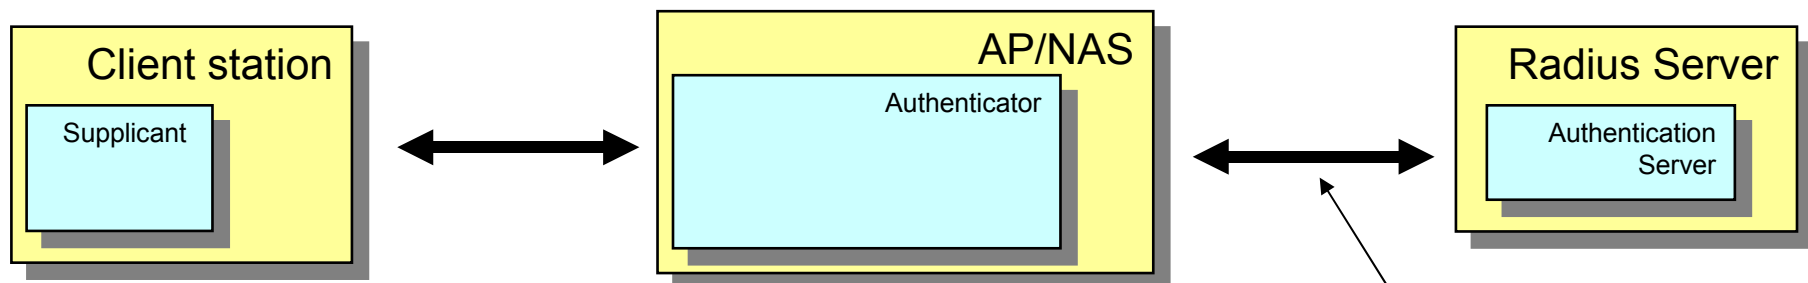 Client station
Supplicant
AP/NAS
Authenticator
Radius Server
Authentication
Server